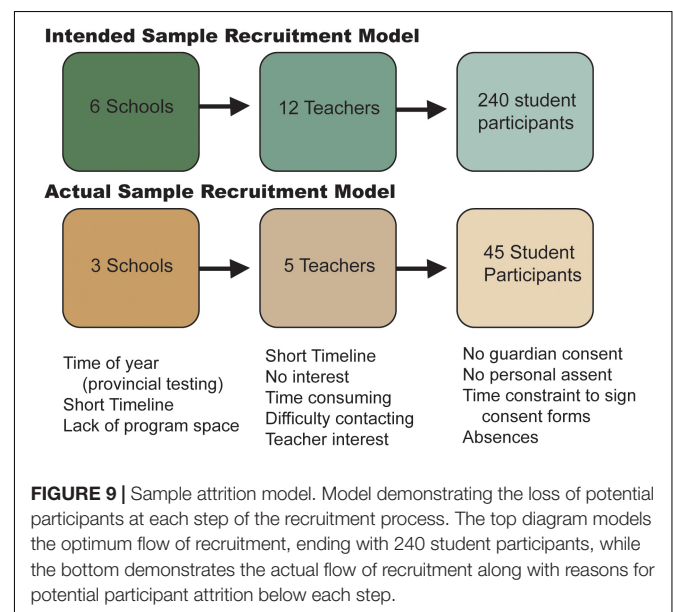 Intended Sample Recruitment Model
6 Schools
12 Teachers
240 student
participants
Actual Sample Recruitment Model
3 Schools
5 Teachers
45 Student
Participants
Time of year
(provincial testing)
Short Timeline
Lack of program space
Short Timeline
No interest
Time consuming
Difficulty contacting
Teacher interest
No guardian consent
No personal assent
Time constraint to sign
consent forms
Absences
FIGURE 9 | Sample attrition model. Model demonstrating the loss of potential
participants at each step of the recruitment process. The top diagram models
the optimum flow of recruitment, ending with 240 student participants, while
the bottom demonstrates the actual flow of recruitment along with reasons for
potential participant attrition below each step.